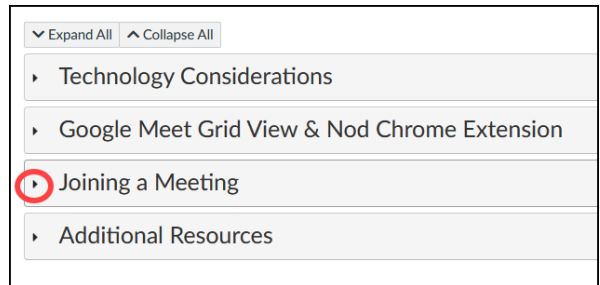 Expand All Collapse All
Technology Considerations
Google Meet Grid View & Nod Chrome Extension
Joining a Meeting
Additional Resources